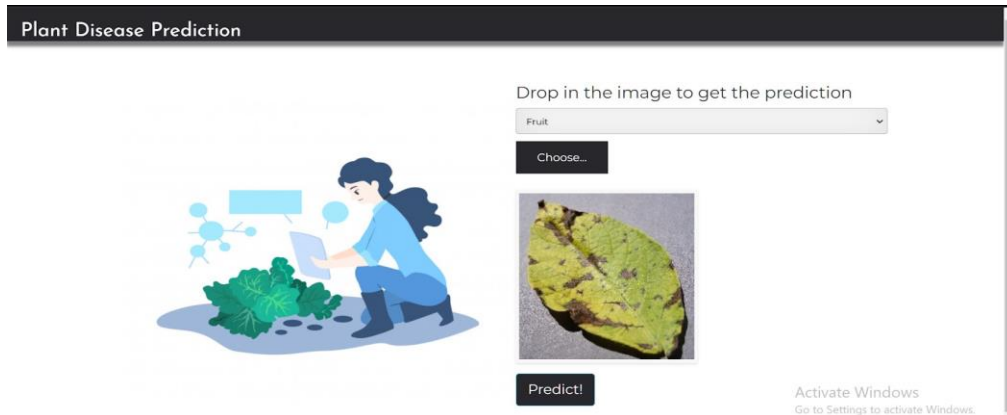 Plant Disease Prediction
Drop in the image to get the prediction
Fruit
Choose...
Predict!
Activate Windows
Go to Settings to activate Windows.